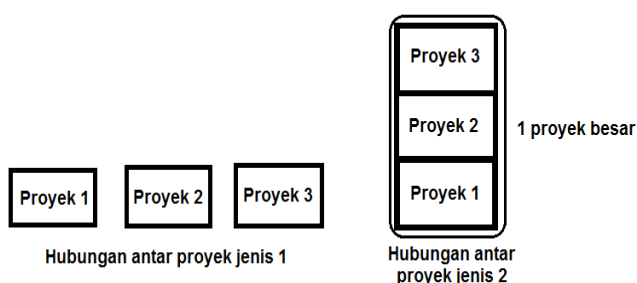 Proyek 1
Proyek 2
Proyek 3
Hubungan antar proyek jenis 1
Proyek 3
Proyek 2
Proyek 1
1 proyek besar
Hubungan antar
proyek jenis 2